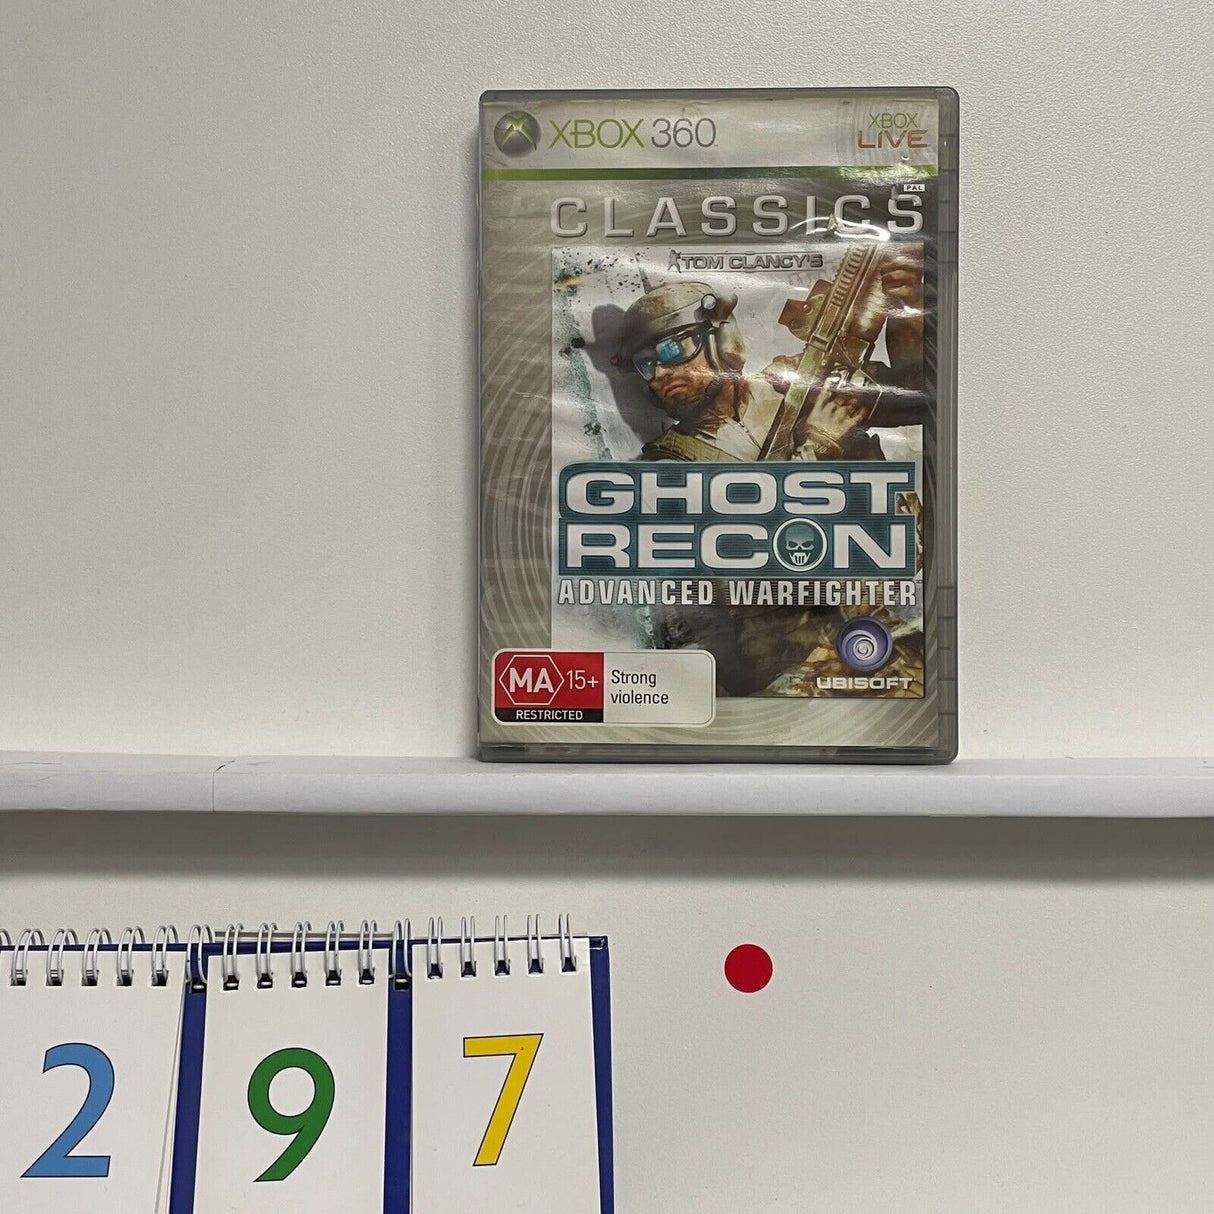 XBOX 360
XBOX
LIVE
PAL
CLASSICS
TOM CLANCY'S
GHOST
RECON
ADVANCED WARFIGHTER
UBISOFT
MA 15+
RESTRICTED
Strong
violence
2 9 7